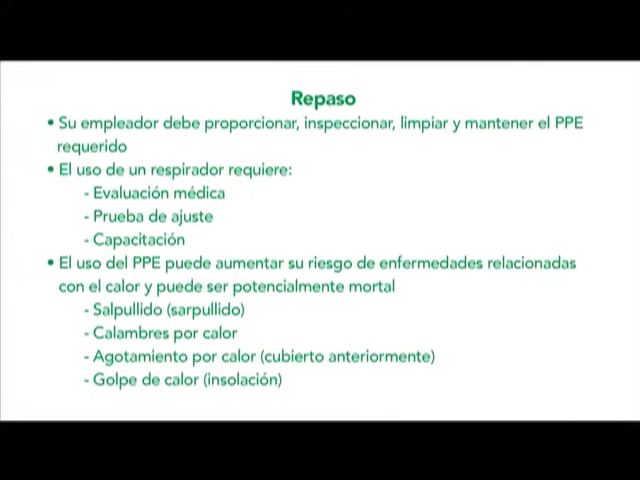 Repaso
• Su empleador debe proporcionar, inspeccionar, limpiar y mantener el PPE
requerido
• El uso de un respirador requiere:
- Evaluación médica
- Prueba de ajuste
- Capacitación
• El uso del PPE puede aumentar su riesgo de enfermedades relacionadas
con el calor y puede ser potencialmente mortal
- Salpullido (sarpullido)
- Calambres por calor
- Agotamiento por calor (cubierto anteriormente)
- Golpe de calor (insolación)